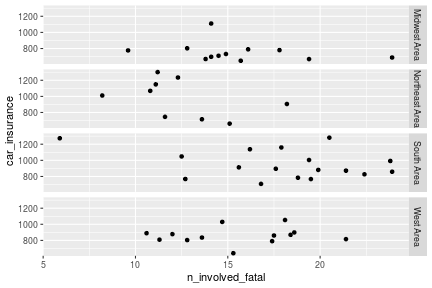 1200
1000
800
Midwest Area
1200
1000
800
Northeast Area
1200
1000
800
South Area
1200
1000
800
West Area
car_insurance
5
10
15
20
n_involved_fatal